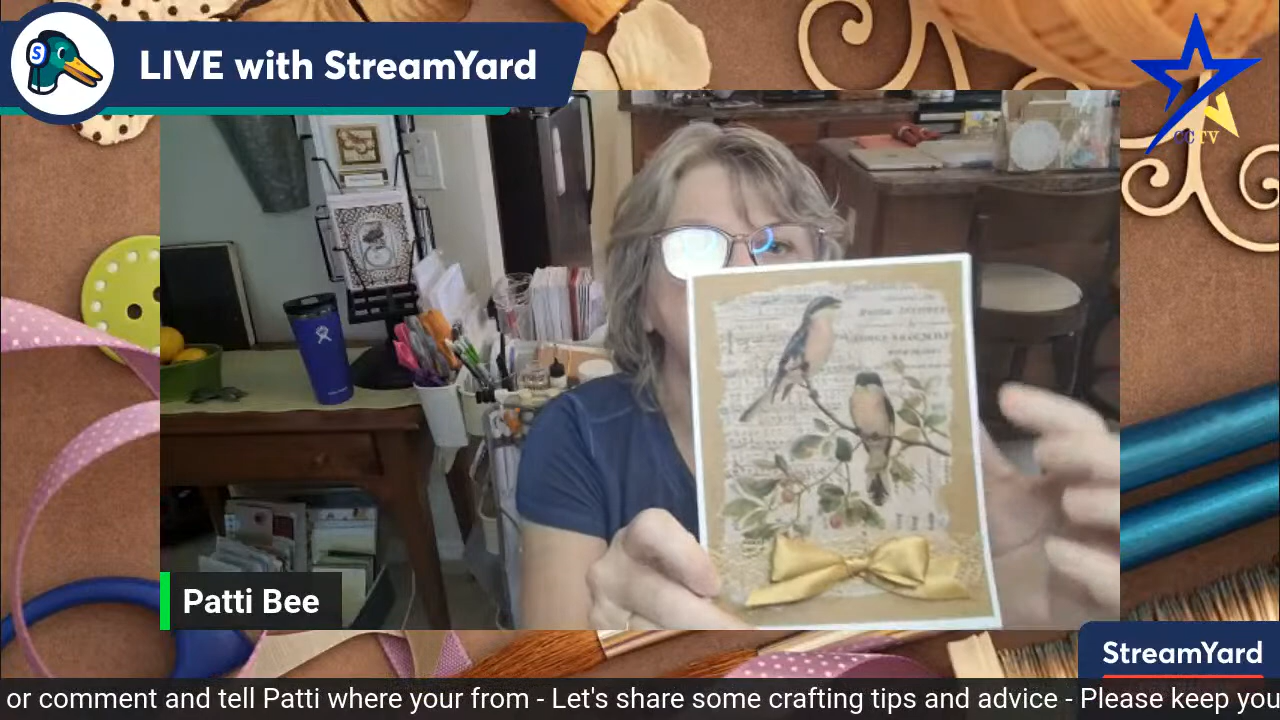 S
LIVE with StreamYard
CCTV
Patti Bee
StreamYard
or comment and tell Patti where your from - Let's share some crafting tips and advice - Please keep you